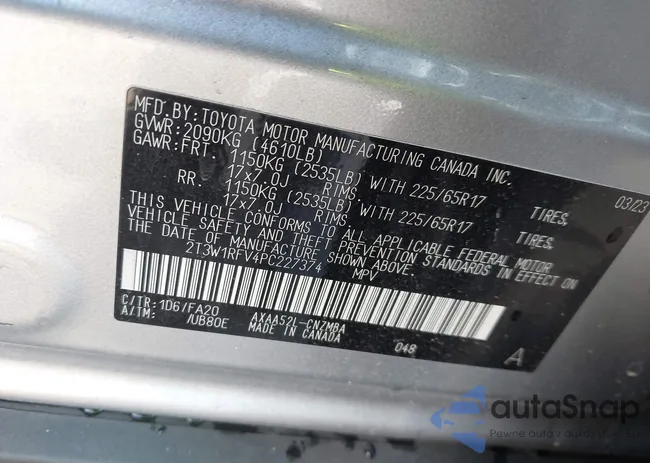 MFD. BY: TOYOTA MOTOR MANUFACTURING CANADA INC.
GVWR: 2090KG (4610LB) 03/23
GAWR: FRT. 1150KG (2535LB) WITH 225/65R17 TIRES,
17x7.0J RIMS.
RR. 1150KG (2535LB) WITH 225/65R17 TIRES,
17x7.0J RIMS.
THIS VEHICLE CONFORMS TO ALL APPLICABLE FEDERAL MOTOR
VEHICLE SAFETY AND THEFT PREVENTION STANDARDS IN EFFECT ON
THE DATE OF MANUFACTURE SHOWN ABOVE.
2T3W1RFV4PC227374 MPV
C/TR: 1D6/FA20 AXAA52L-CNZMBA
A/TM: /UB80E MADE IN CANADA 048 A
autaSnap
Pewne auta z